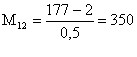 M₁₂ = (177 − 2) / 0,5 = 350